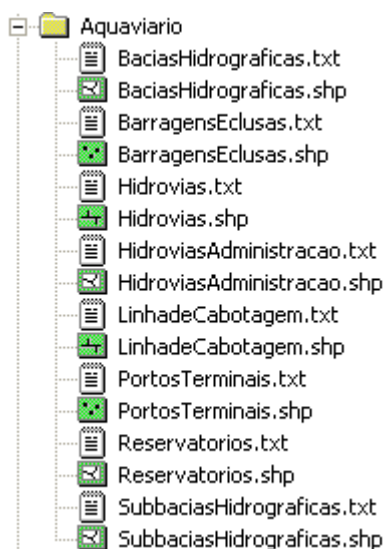 Aquaviario
BaciasHidrograficas.txt
BaciasHidrograficas.shp
BarragensEclusas.txt
BarragensEclusas.shp
Hidrovias.txt
Hidrovias.shp
HidroviasAdministracao.txt
HidroviasAdministracao.shp
LinhadeCabotagem.txt
LinhadeCabotagem.shp
PortosTerminais.txt
PortosTerminais.shp
Reservatorios.txt
Reservatorios.shp
SubbaciasHidrograficas.txt
SubbaciasHidrograficas.shp